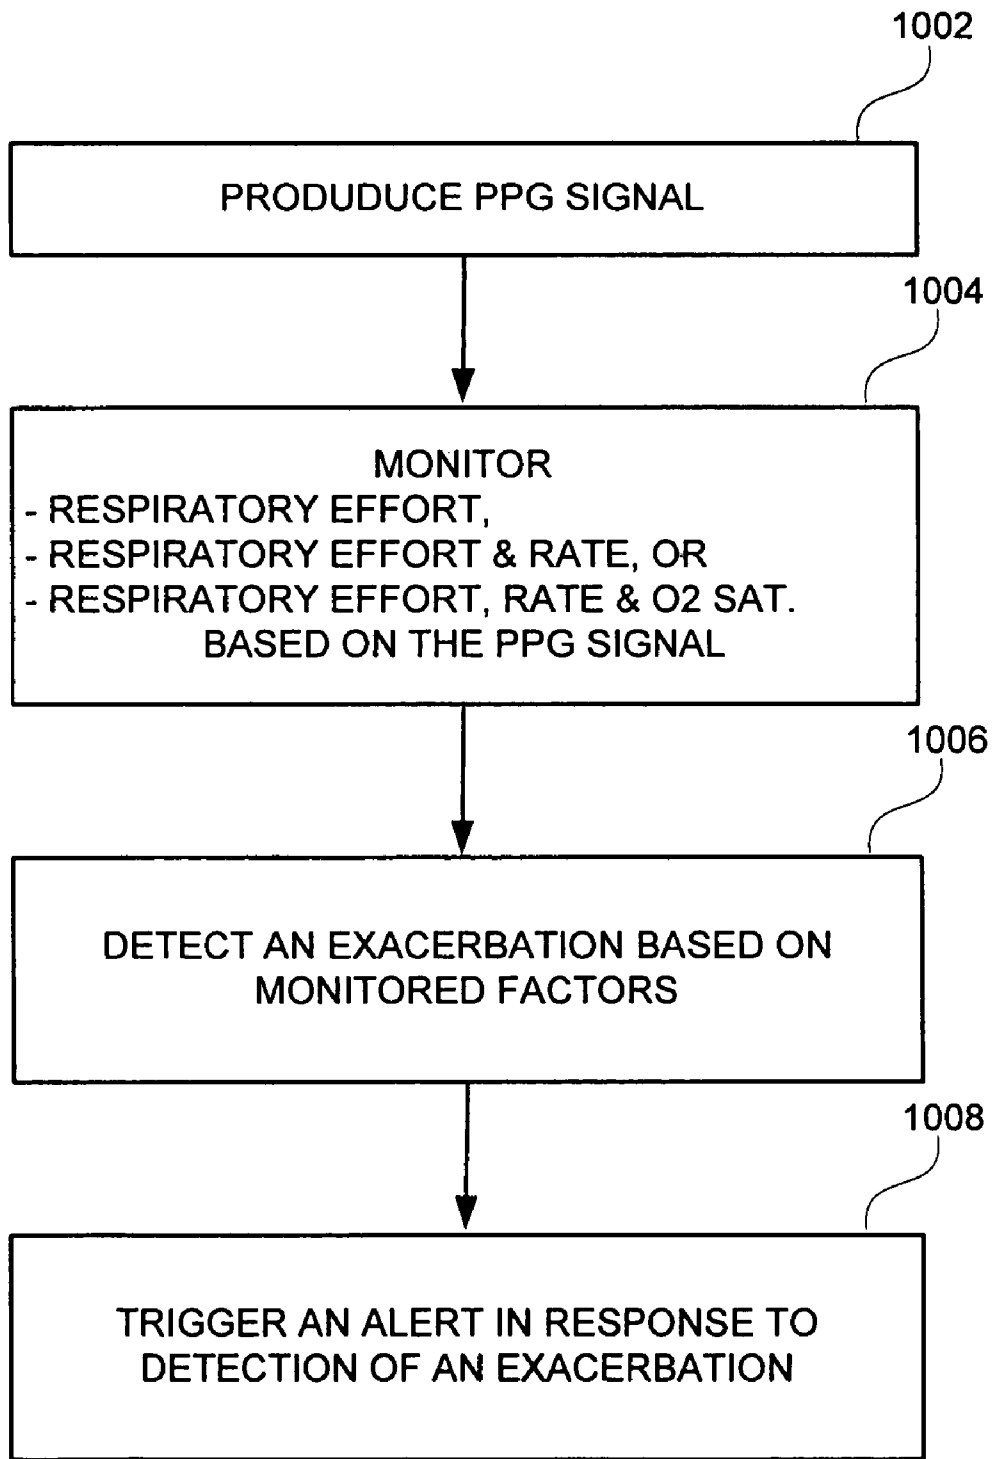 1002
PRODUDUCE PPG SIGNAL
1004
MONITOR
- RESPIRATORY EFFORT,
- RESPIRATORY EFFORT & RATE, OR
- RESPIRATORY EFFORT, RATE & O2 SAT.
BASED ON THE PPG SIGNAL
1006
DETECT AN EXACERBATION BASED ON
MONITORED FACTORS
1008
TRIGGER AN ALERT IN RESPONSE TO
DETECTION OF AN EXACERBATION